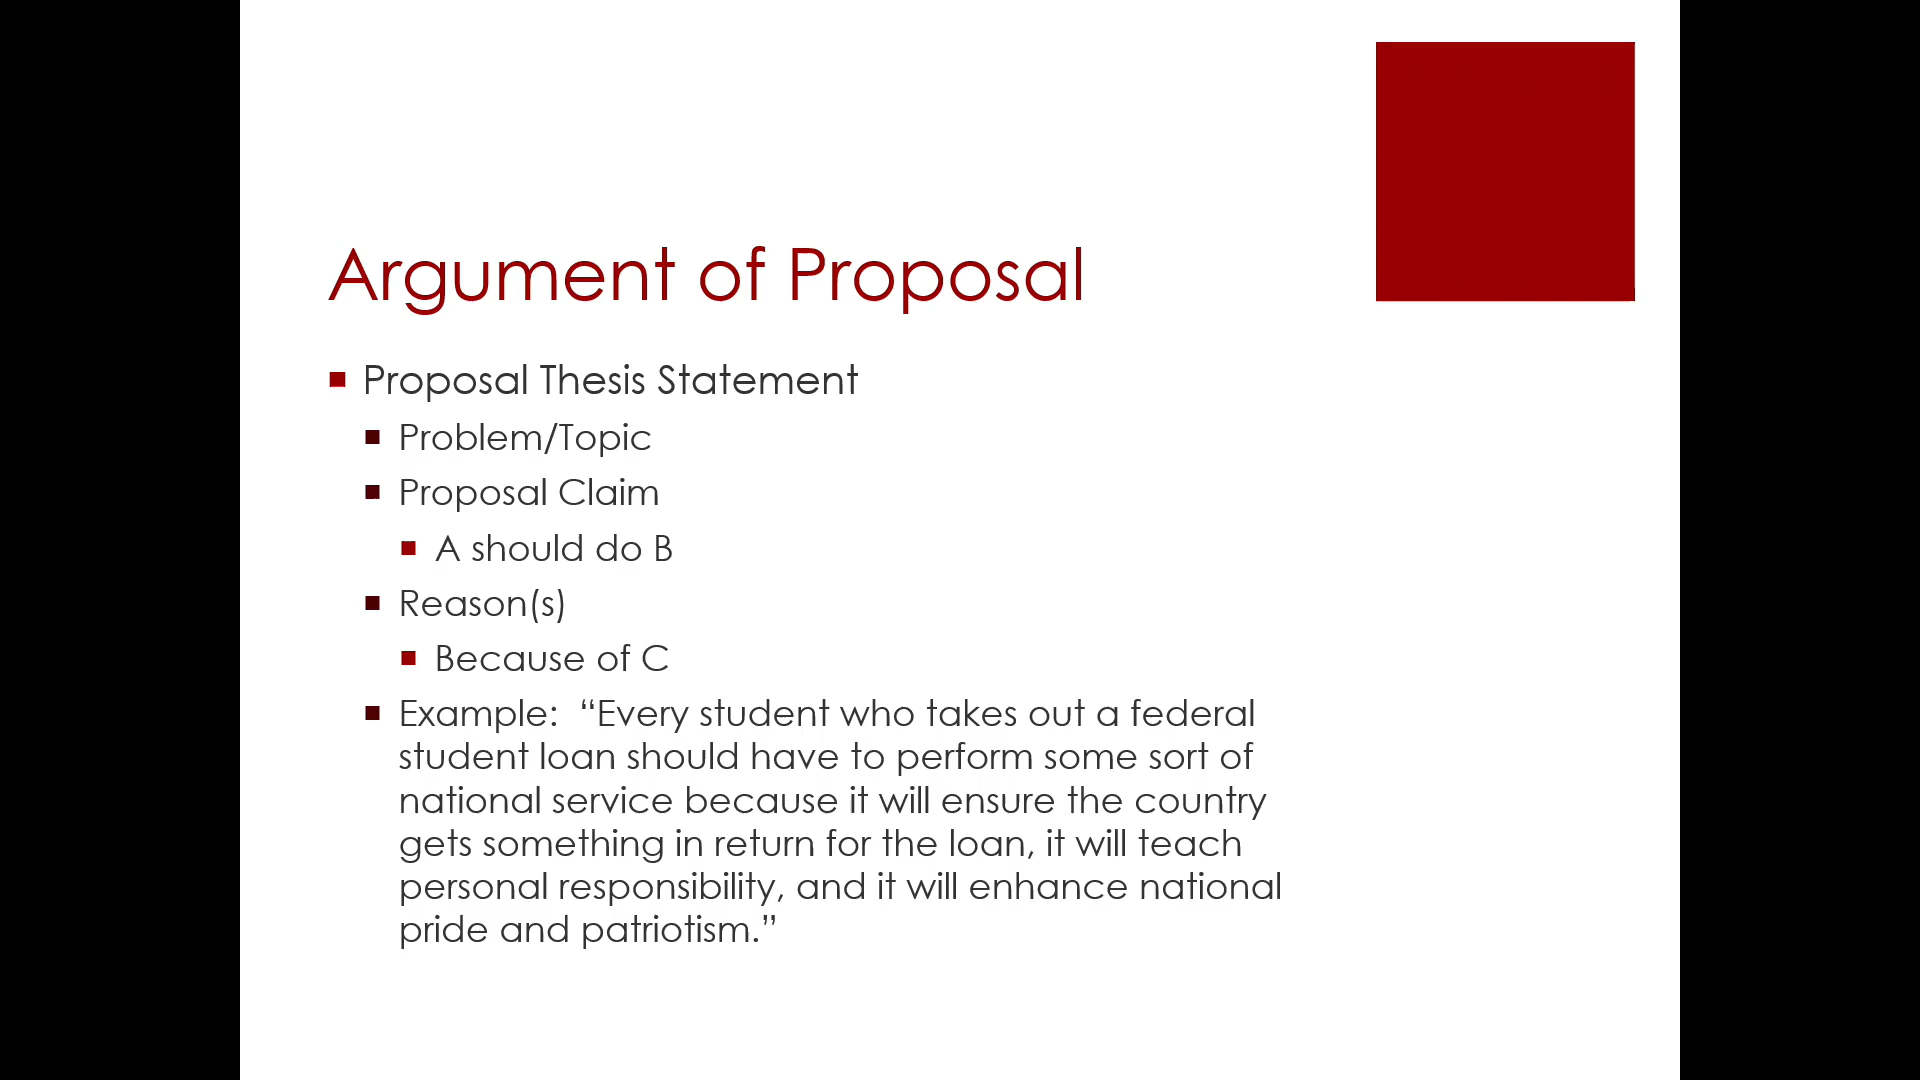 Argument of Proposal
Proposal Thesis Statement
Problem/Topic
Proposal Claim
A should do B
Reason(s)
Because of C
Example:  “Every student who takes out a federal
student loan should have to perform some sort of
national service because it will ensure the country
gets something in return for the loan, it will teach
personal responsibility, and it will enhance national
pride and patriotism.”